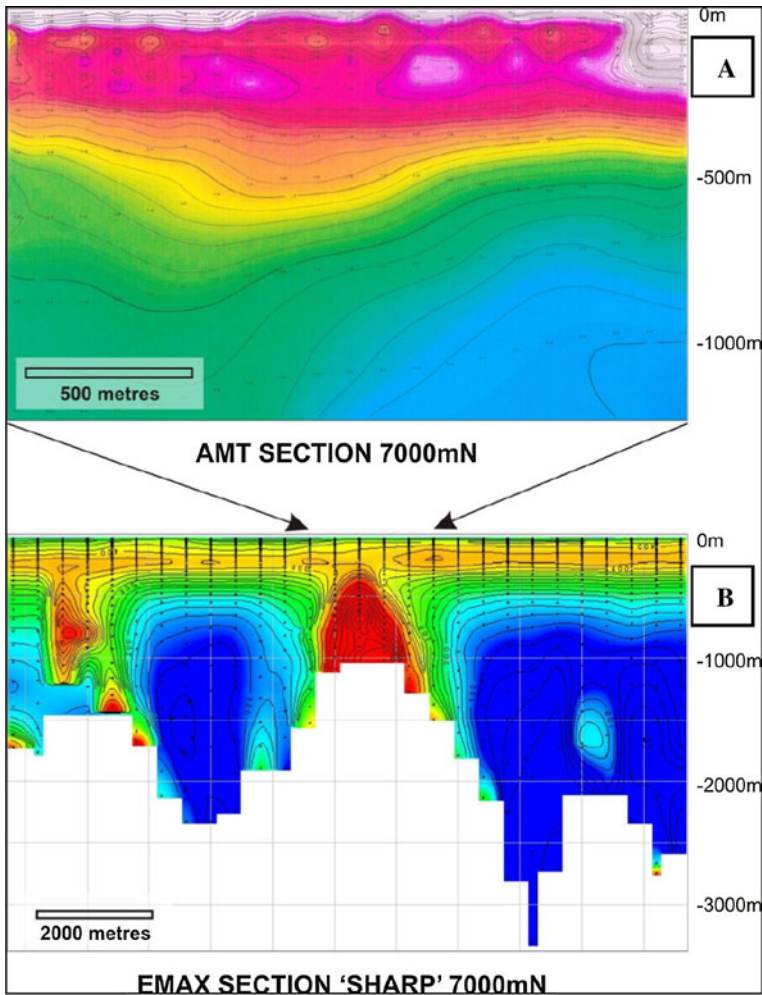 0m
A
-500m
-1000m
500 metres
AMT SECTION 7000mN
0m
B
-1000m
-2000m
-3000m
2000 metres
EMAX SECTION 'SHARP' 7000mN